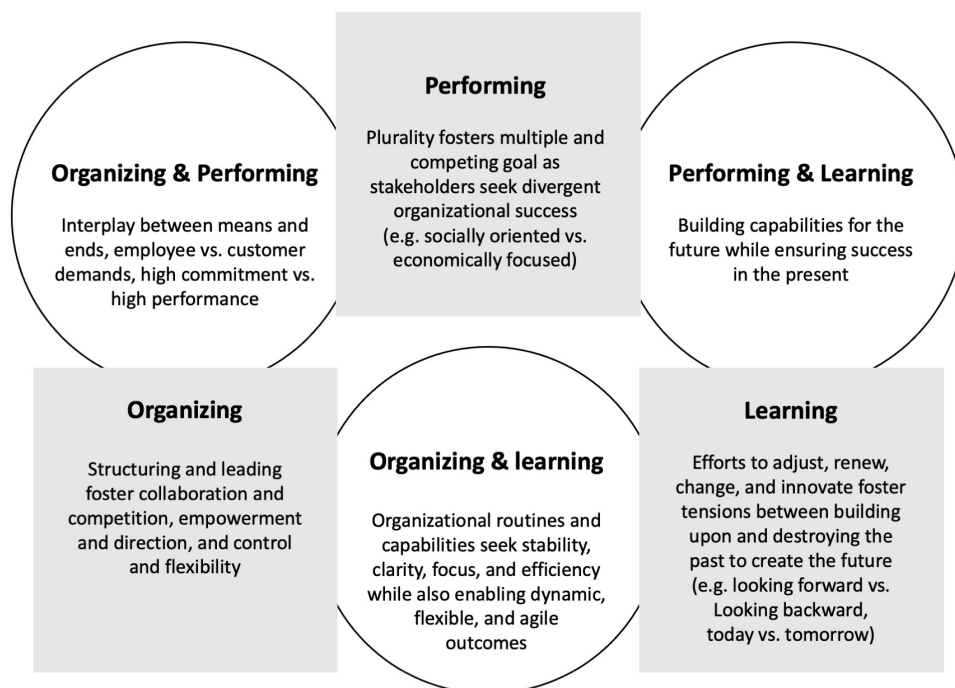 Performing
Plurality fosters multiple and
competing goal as
stakeholders seek divergent
organizational success
(e.g. socially oriented vs.
economically focused)
Organizing & Performing
Interplay between means and
ends, employee vs. customer
demands, high commitment vs.
high performance
Performing & Learning
Building capabilities for the
future while ensuring success
in the present
Organizing
Structuring and leading
foster collaboration and
competition, empowerment
and direction, and control
and flexibility
Organizing & learning
Organizational routines and
capabilities seek stability,
clarity, focus, and efficiency
while also enabling dynamic,
flexible, and agile
outcomes
Learning
Efforts to adjust, renew,
change, and innovate foster
tensions between building
upon and destroying the
past to create the future
(e.g. looking forward vs.
Looking backward,
today vs. tomorrow)